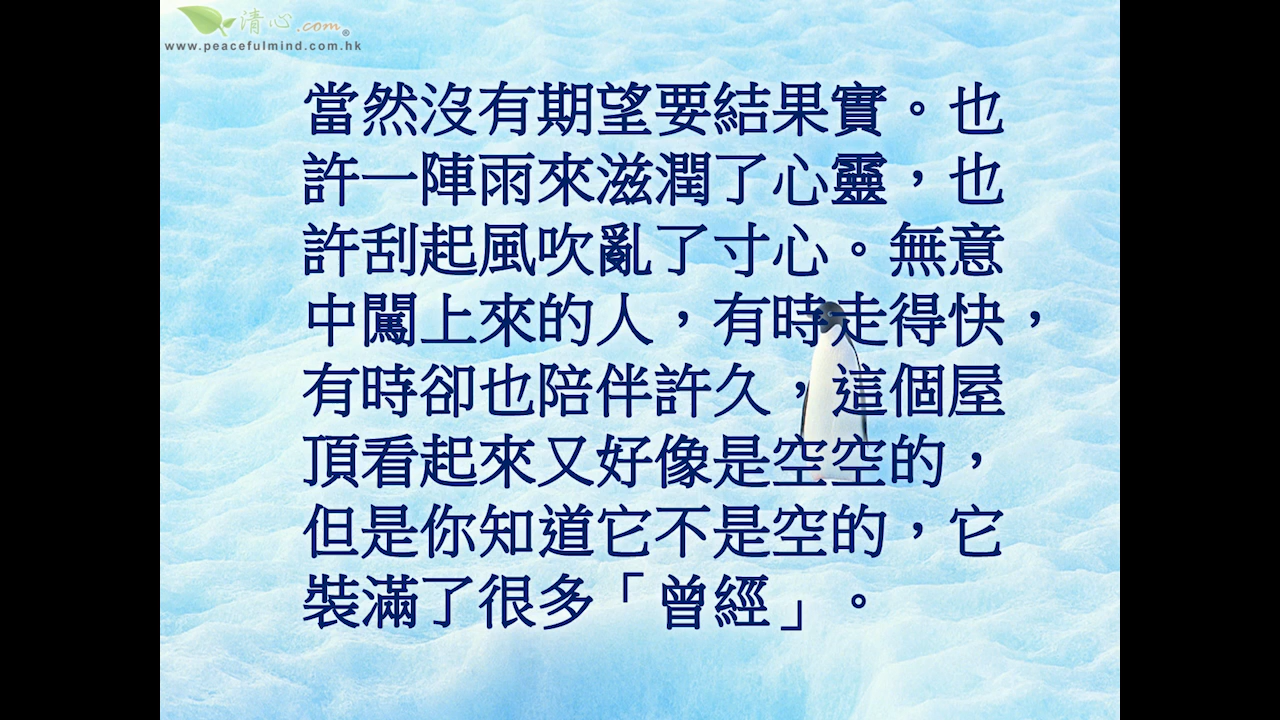 清心.com®
www.peacefulmind.com.hk
當然沒有期望要結果實。也
許一陣雨來滋潤了心靈，也
許刮起風吹亂了寸心。無意
中闖上來的人，有時走得快，
有時卻也陪伴許久，這個屋
頂看起來又好像是空空的，
但是你知道它不是空的，它
裝滿了很多「曾經」。